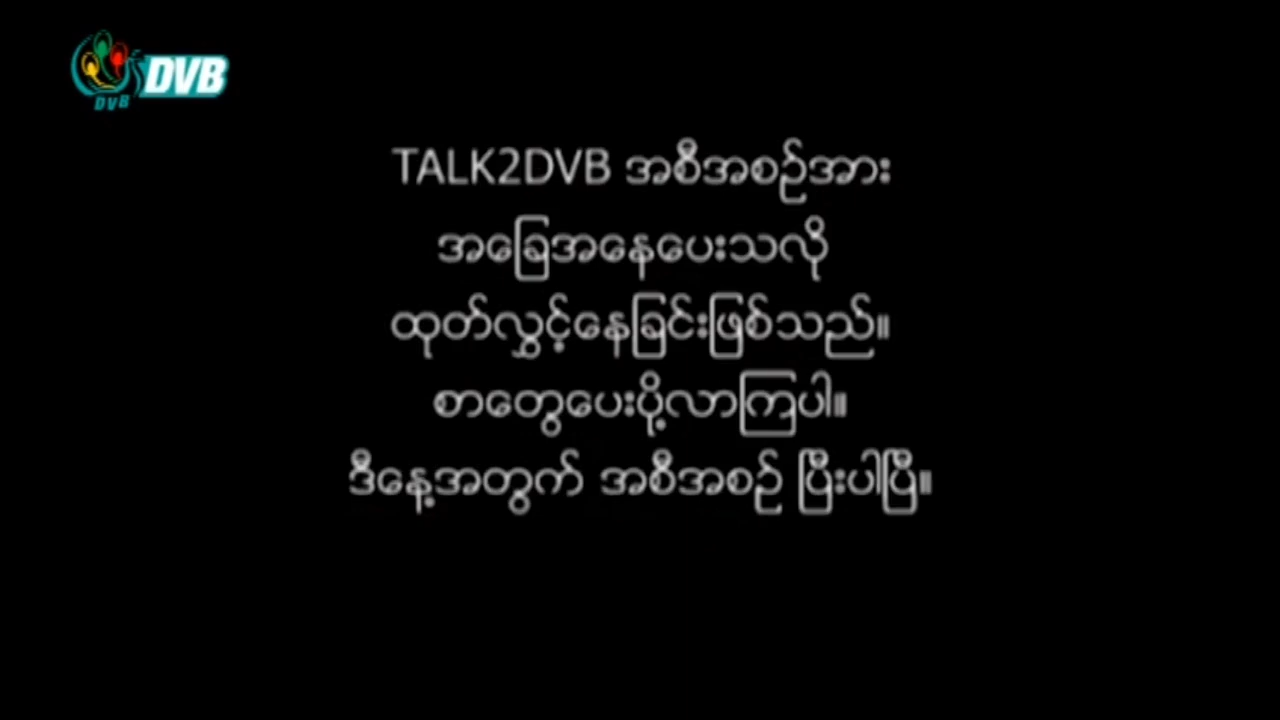 DVB
DVB
TALK2DVB အစီအစဉ်အား
အခြေအနေပေးသလို
ထုတ်လွှင့်နေခြင်းဖြစ်သည်။
စာတွေပေးပို့လာကြပါ။
ဒီနေ့အတွက် အစီအစဉ် ပြီးပါပြီ။